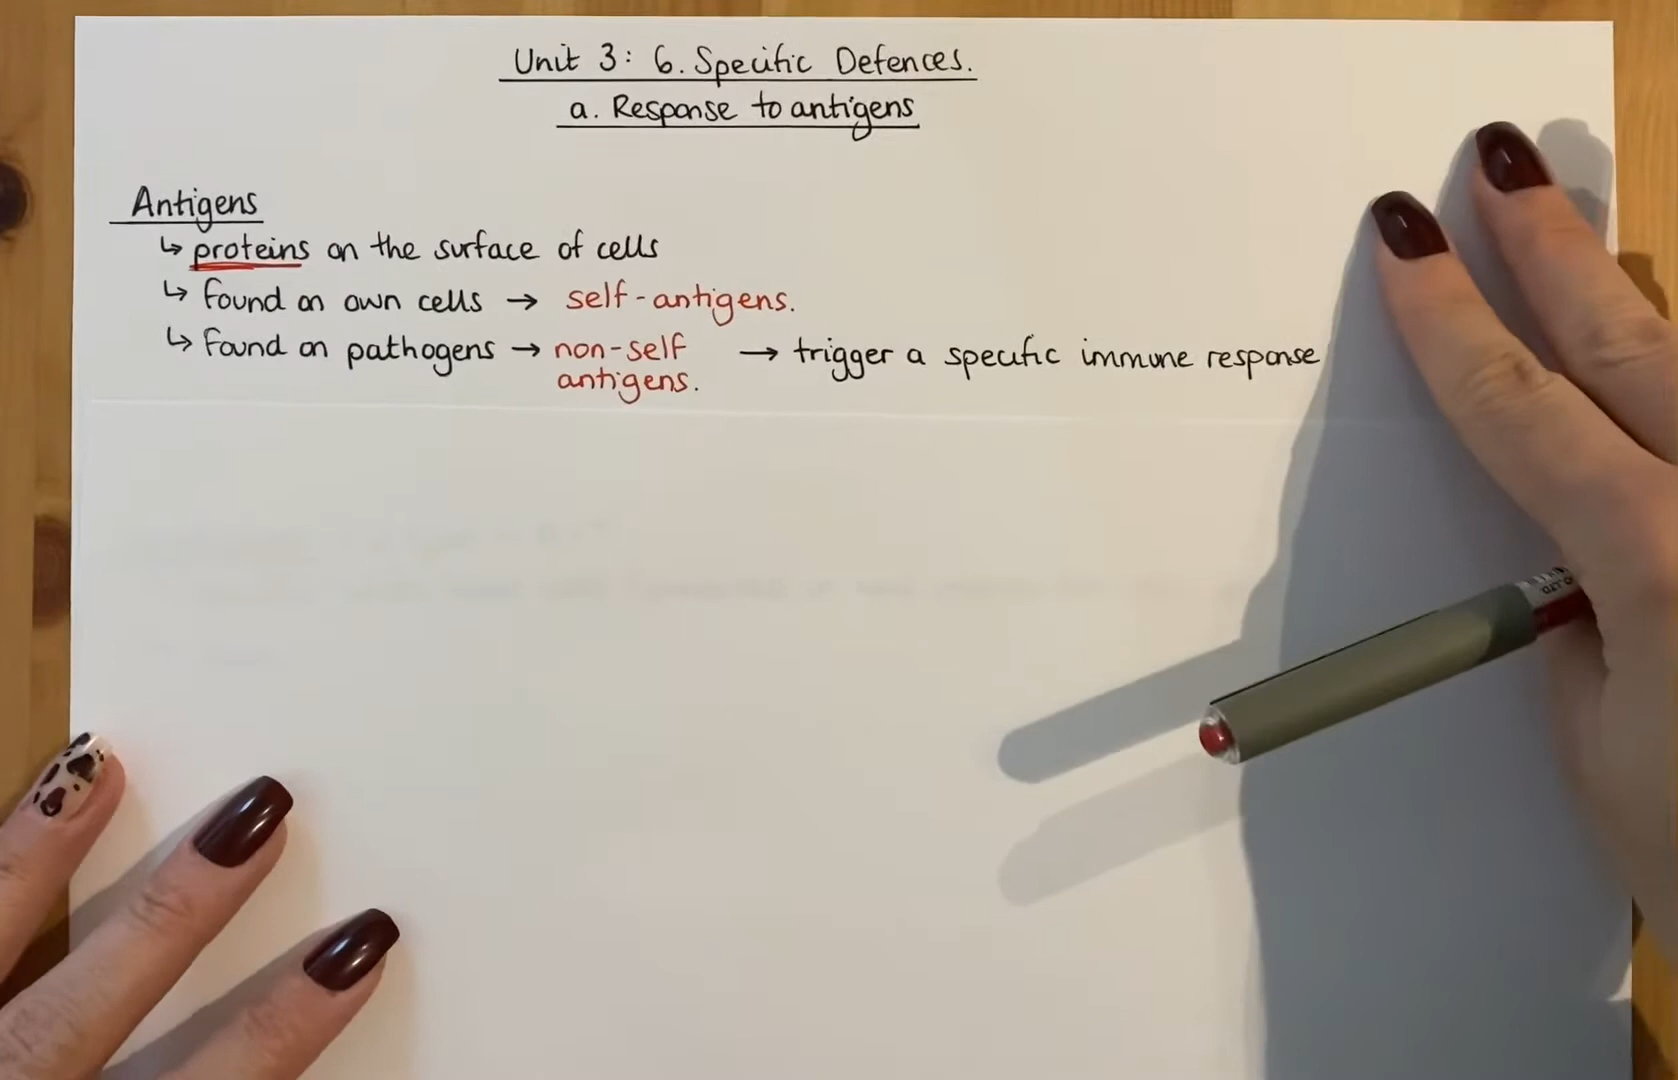 Unit 3: 6. Specific Defences.
a. Response to antigens
Antigens
↳ proteins on the surface of cells
↳ found on own cells → self-antigens.
↳ found on pathogens → non-self → trigger a specific immune response
antigens.